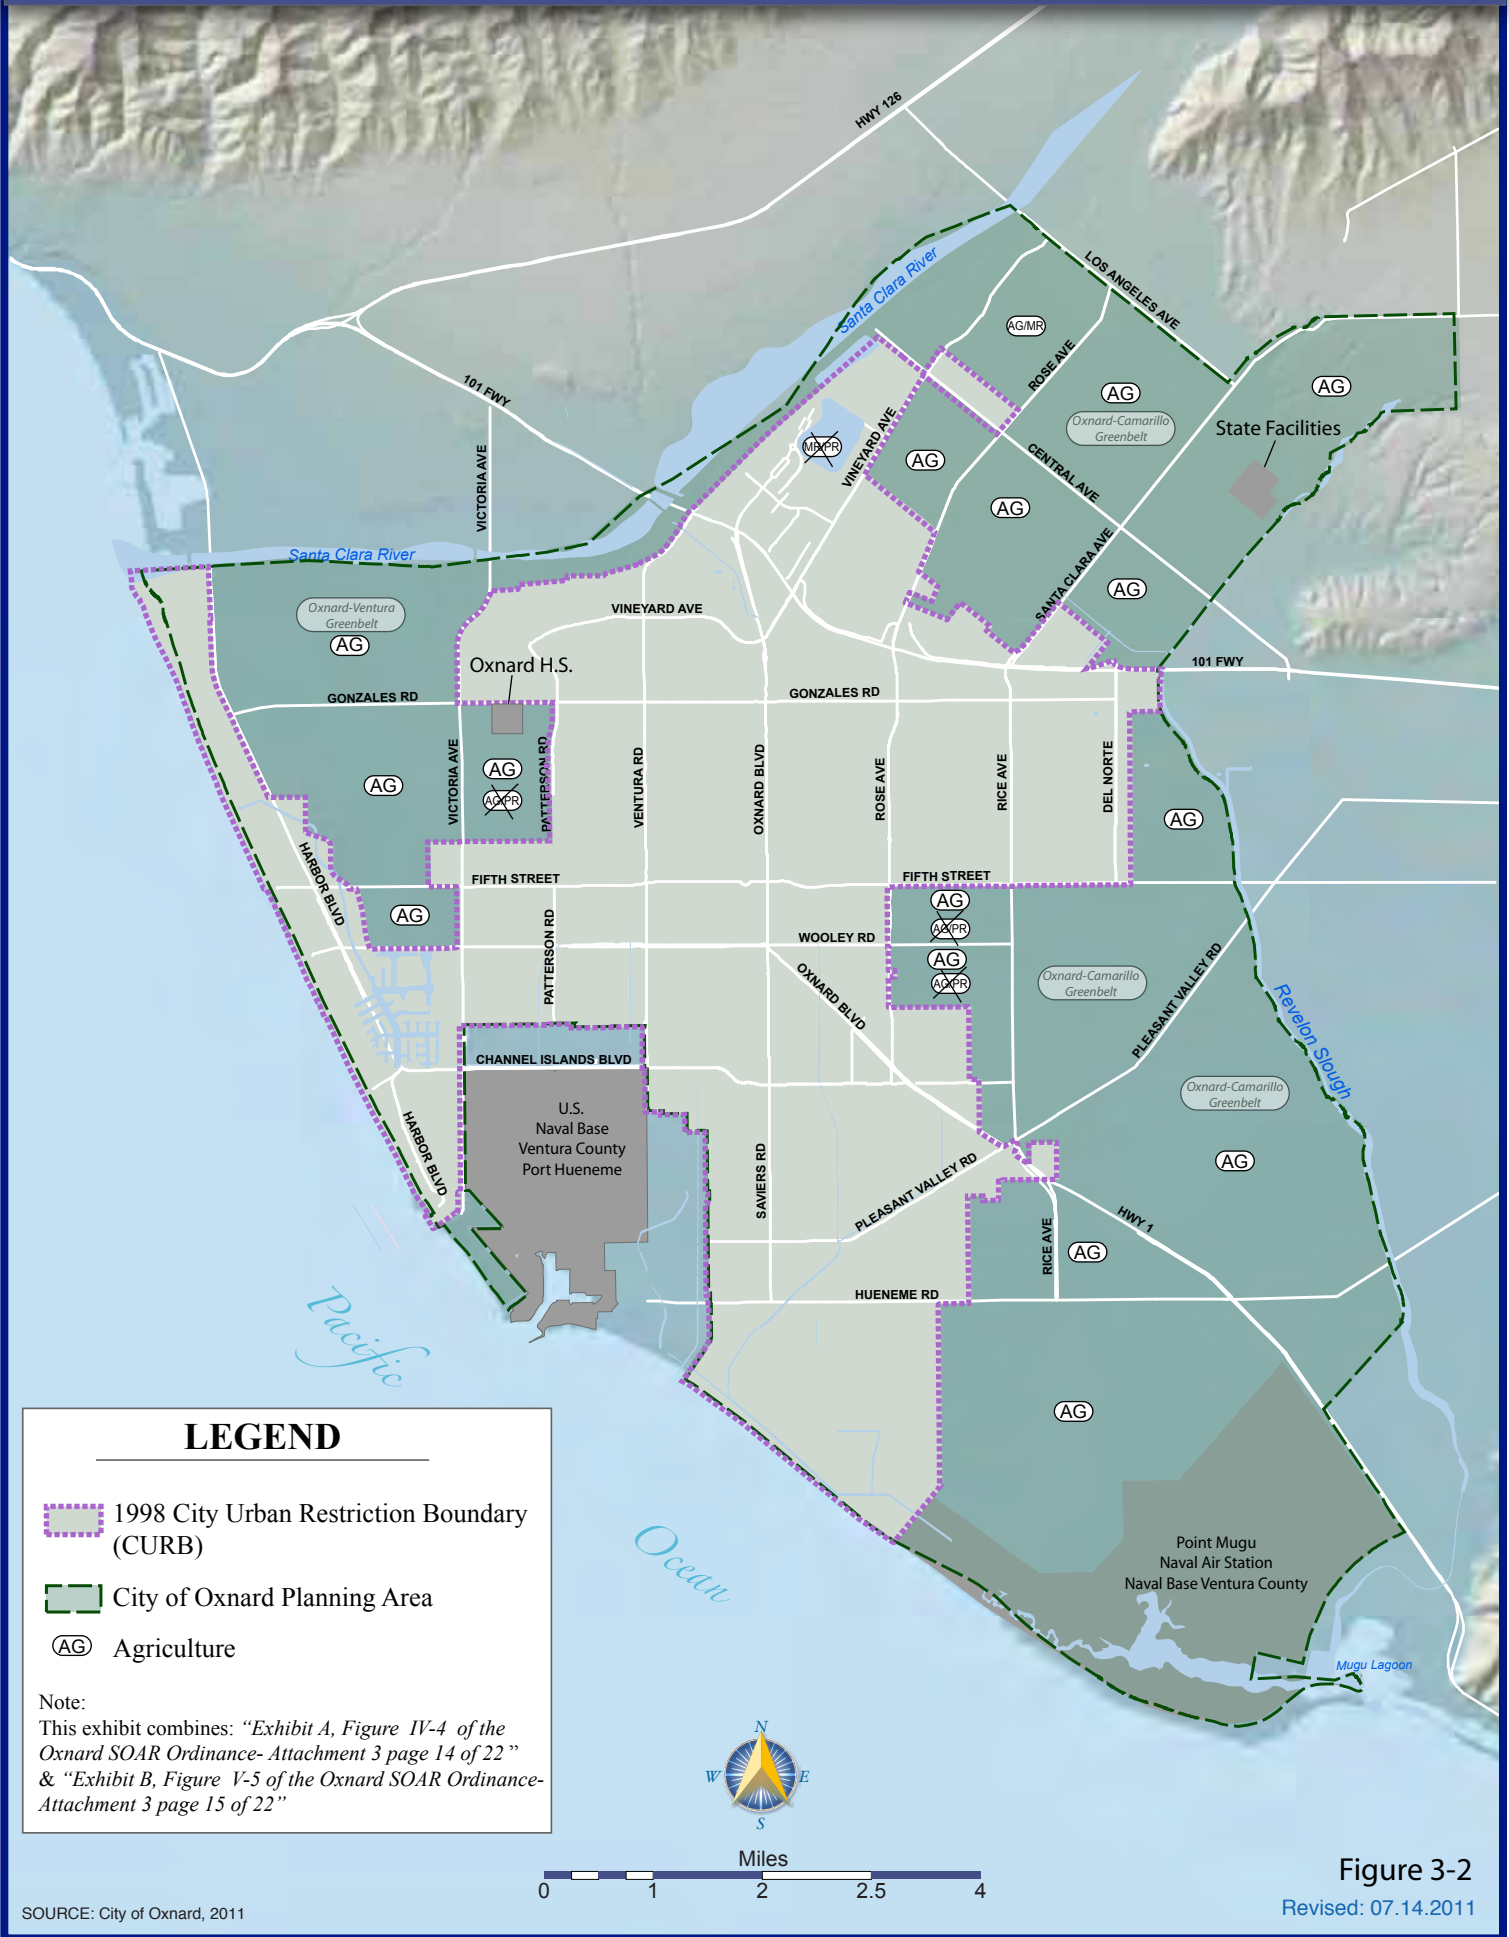 HWY 126
Santa Clara River
LOS ANGELES AVE
AG/MR
ROSE AVE
AG
Oxnard-Camarillo
Greenbelt
AG
State Facilities
101 FWY
VICTORIA AVE
MR/PR
VINEYARD AVE
AG
CENTRAL AVE
AG
Santa Clara River
SANTA CLARA AVE
AG
Oxnard-Ventura
Greenbelt
AG
VINEYARD AVE
Oxnard H.S.
101 FWY
GONZALES RD
GONZALES RD
VICTORIA AVE
AG
AG
AG/PR
PATTERSON RD
VENTURA RD
OXNARD BLVD
ROSE AVE
RICE AVE
DEL NORTE
AG
HARBOR BLVD
FIFTH STREET
FIFTH STREET
AG
AG
AG/PR
PATTERSON RD
WOOLEY RD
AG
AG/PR
OXNARD BLVD
Oxnard-Camarillo
Greenbelt
PLEASANT VALLEY RD
Revelon Slough
CHANNEL ISLANDS BLVD
Oxnard-Camarillo
Greenbelt
U.S.
Naval Base
Ventura County
Port Hueneme
HARBOR BLVD
SAVIERS RD
PLEASANT VALLEY RD
AG
HWY 1
RICE AVE
AG
HUENEME RD
Pacific
Ocean
AG
Point Mugu
Naval Air Station
Naval Base Ventura County
Mugu Lagoon
LEGEND
1998 City Urban Restriction Boundary
(CURB)
City of Oxnard Planning Area
AG Agriculture
Note:
This exhibit combines: “Exhibit A, Figure IV-4 of the
Oxnard SOAR Ordinance- Attachment 3 page 14 of 22 ”
& “Exhibit B, Figure V-5 of the Oxnard SOAR Ordinance-
Attachment 3 page 15 of 22”
N
W E
S
Miles
0 1 2 2.5 4
Figure 3-2
Revised: 07.14.2011
SOURCE: City of Oxnard, 2011